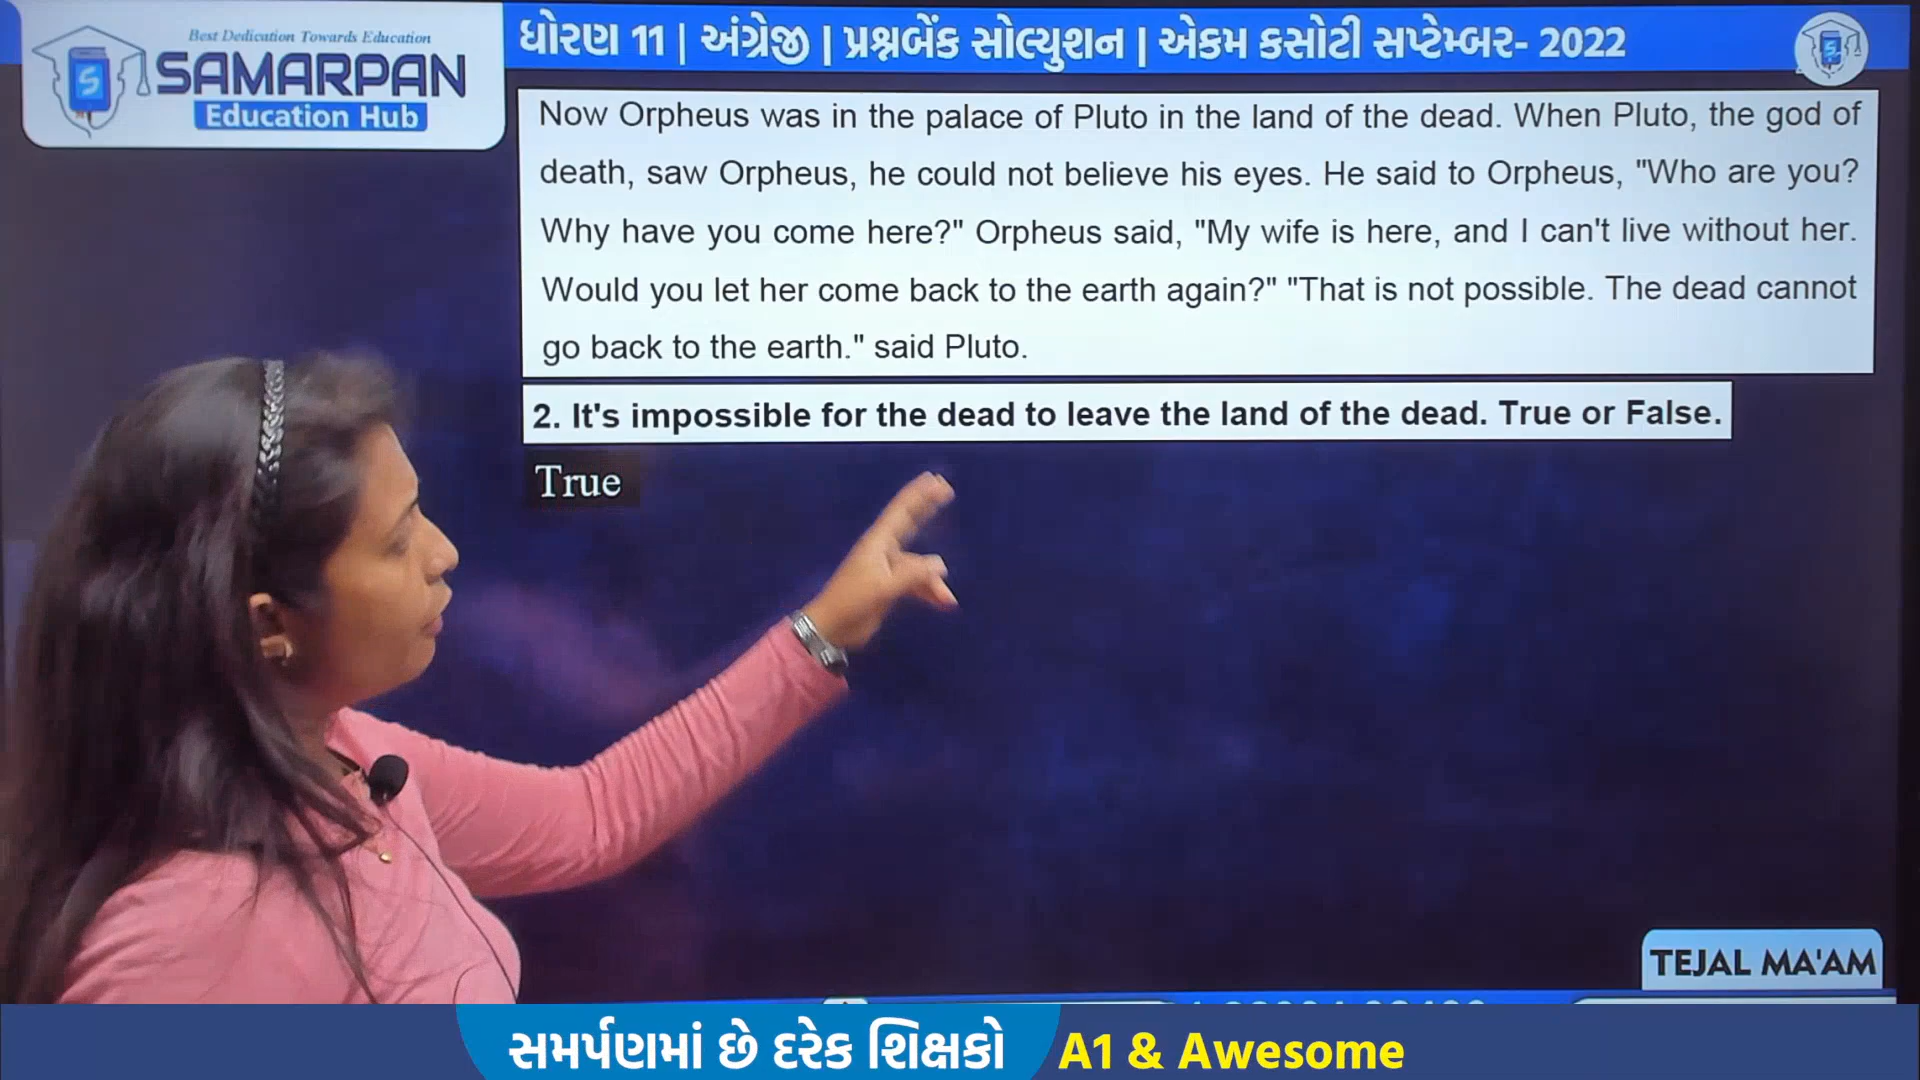 Best Dedication Towards Education
SAMARPAN
Education Hub
ધોરણ 11 | અંગ્રેજી | પ્રશ્નબેંક સોલ્યુશન | એકમ કસોટી સપ્ટેમ્બર- 2022
Now Orpheus was in the palace of Pluto in the land of the dead. When Pluto, the god of
death, saw Orpheus, he could not believe his eyes. He said to Orpheus, "Who are you?
Why have you come here?" Orpheus said, "My wife is here, and I can't live without her.
Would you let her come back to the earth again?" "That is not possible. The dead cannot
go back to the earth." said Pluto.
2. It's impossible for the dead to leave the land of the dead. True or False.
True
TEJAL MA'AM
સમર્પણમાં છે દરેક શિક્ષકો A1 & Awesome